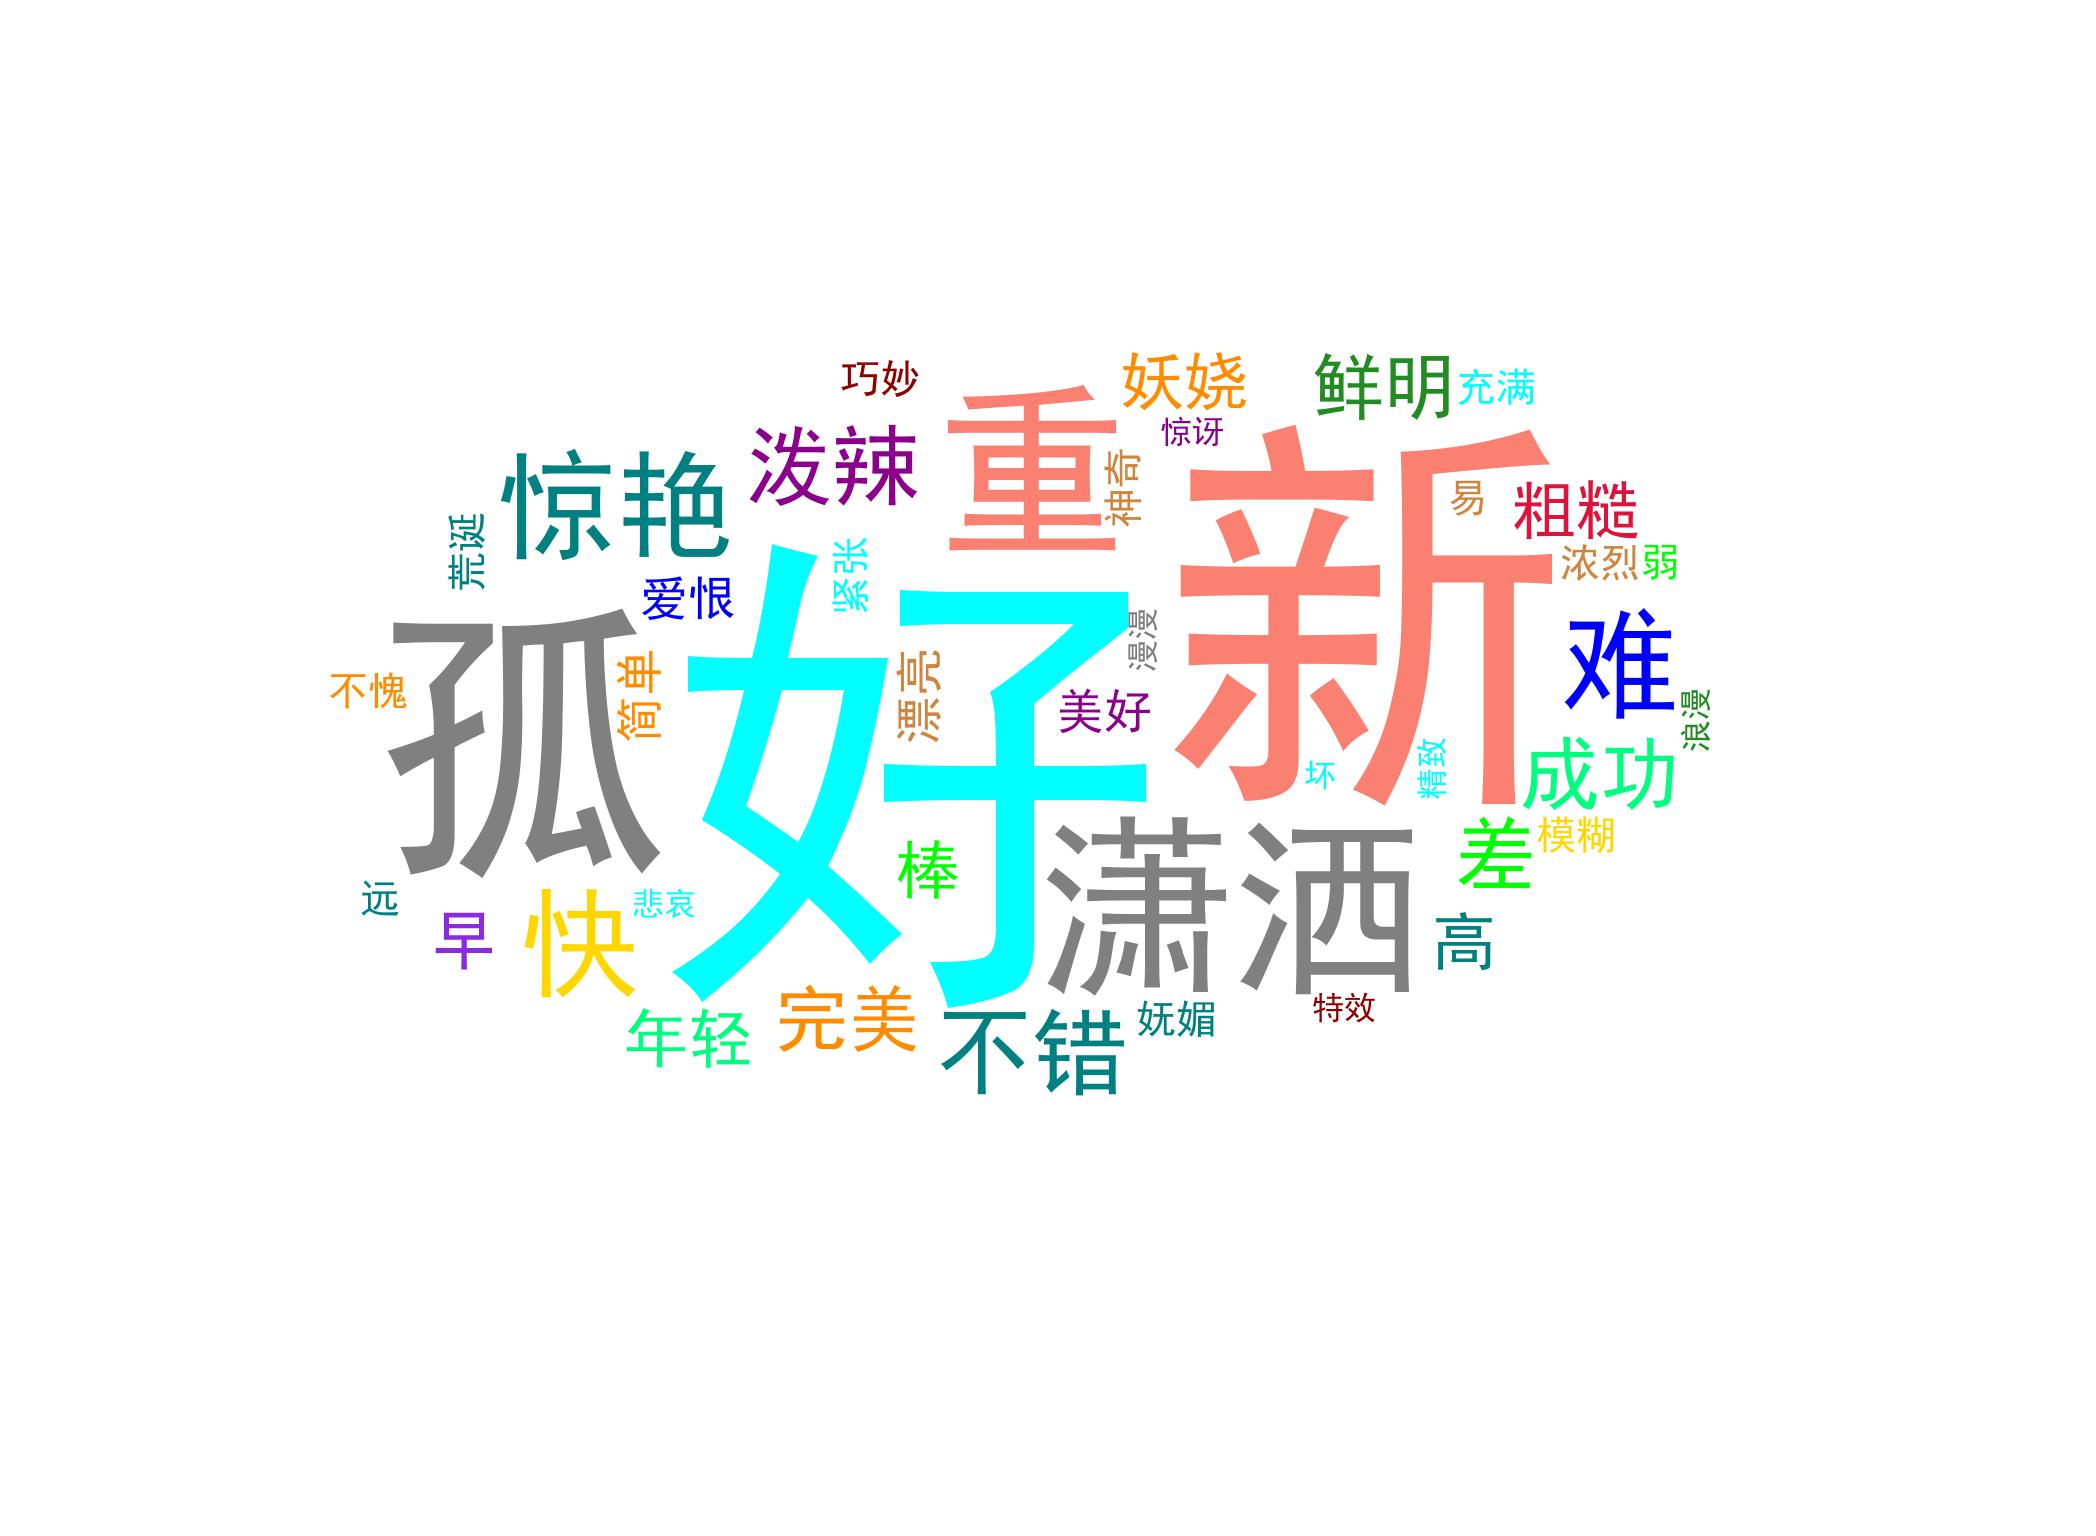 巧妙
妖娆
鲜明
充满
惊讶
泼辣
重
新
惊艳
神奇
易
粗糙
荒诞
紧张
浓烈
弱
爱恨
好
孤
漫漫
难
不愧
简单
漂亮
美好
浪漫
坏
精致
成功
模糊
差
棒
潇洒
远
早
快
悲哀
高
年轻
完美
不错
妩媚
特效